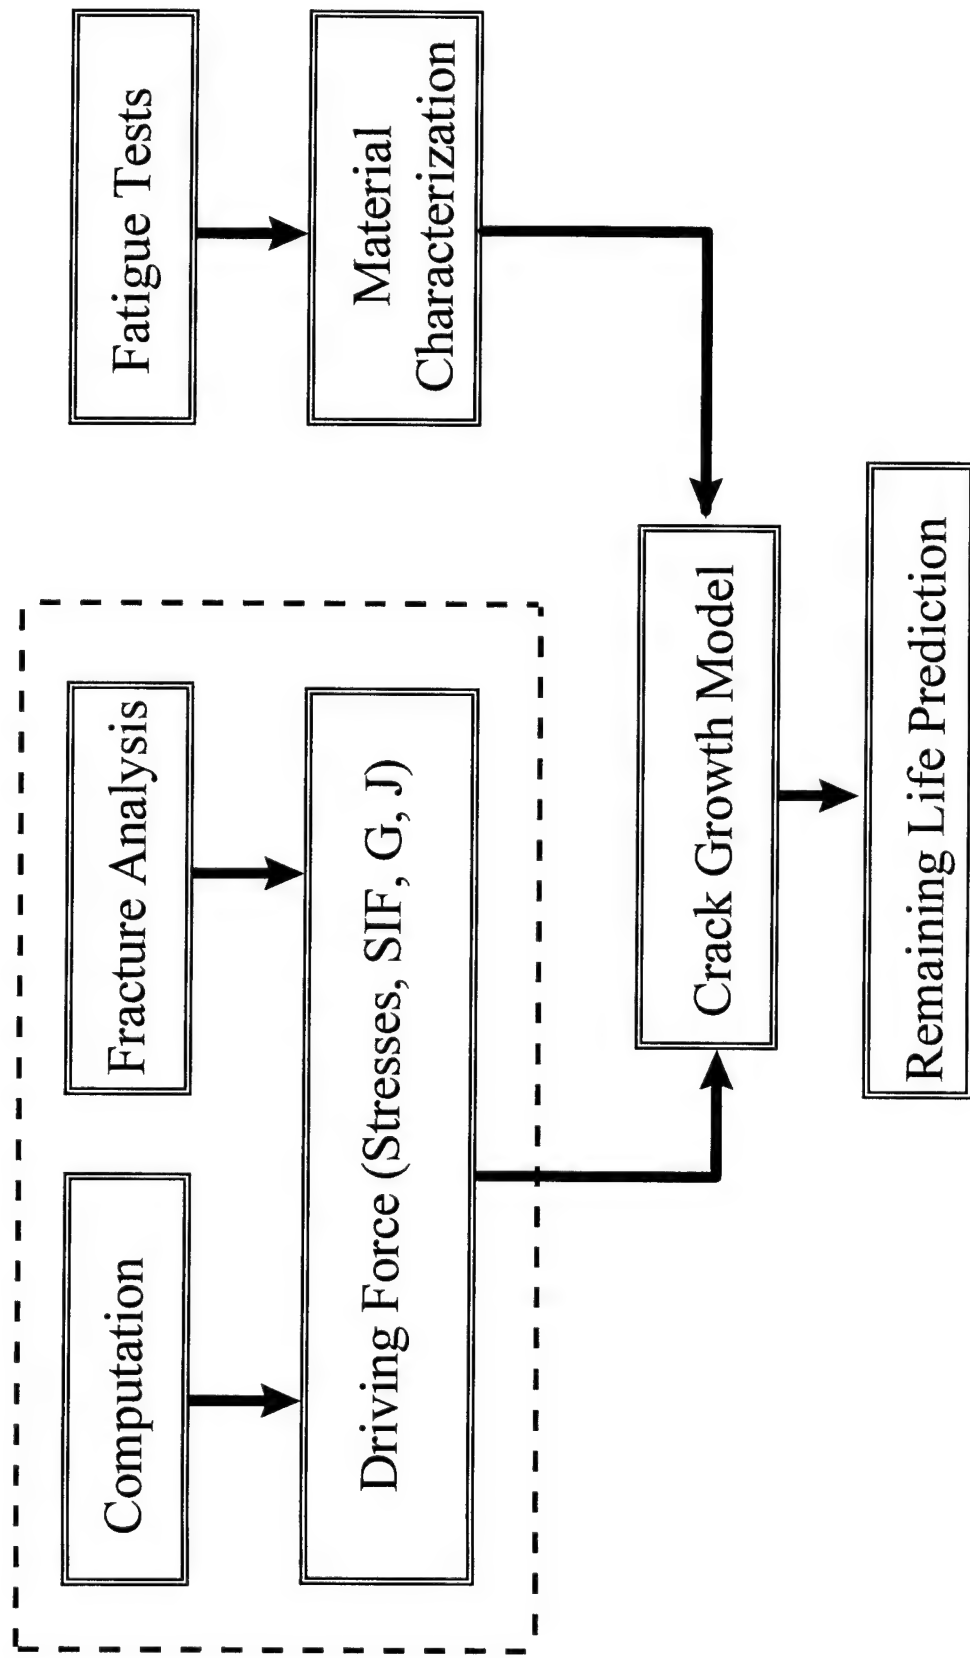 Computation
Fracture Analysis
Fatigue Tests
Driving Force (Stresses, SIF, G, J)
Material
Characterization
Crack Growth Model
Remaining Life Prediction